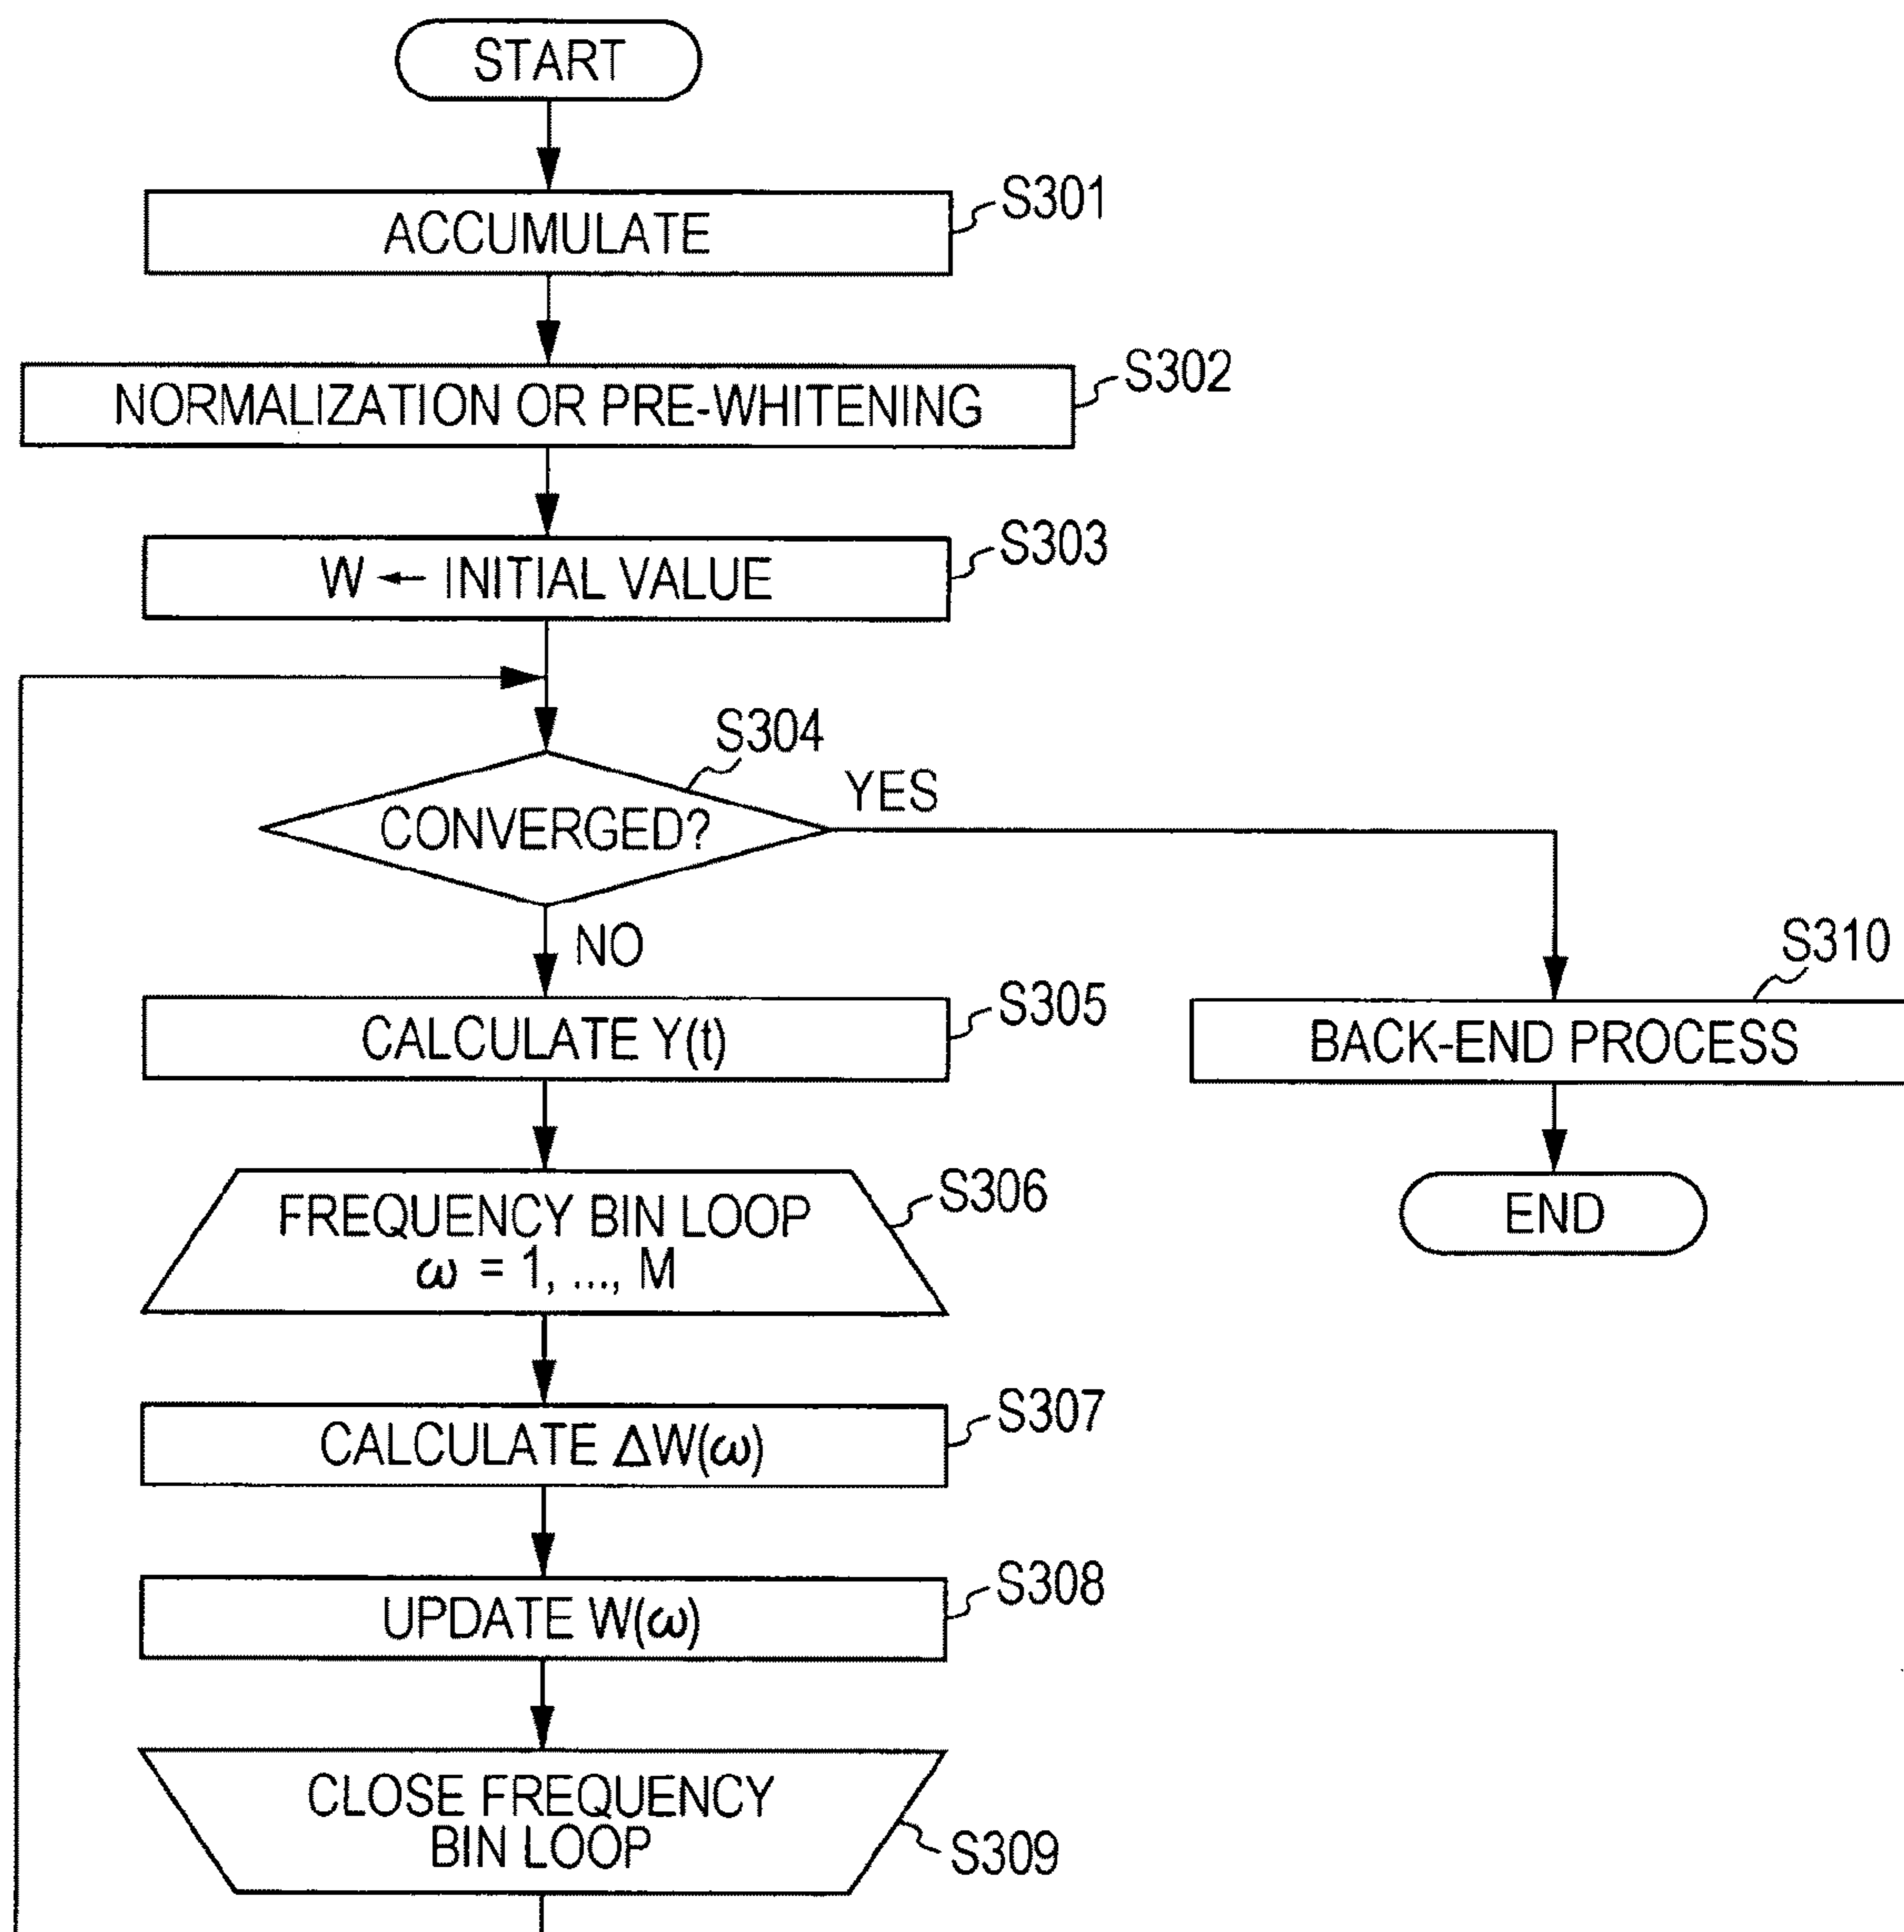 START
ACCUMULATE
S301
NORMALIZATION OR PRE-WHITENING
S302
W ← INITIAL VALUE
S303
S304
CONVERGED?
YES
NO
CALCULATE Y(t)
S305
S310
BACK-END PROCESS
FREQUENCY BIN LOOP
ω = 1, ..., M
S306
END
CALCULATE ΔW(ω)
S307
UPDATE W(ω)
S308
CLOSE FREQUENCY
BIN LOOP
S309